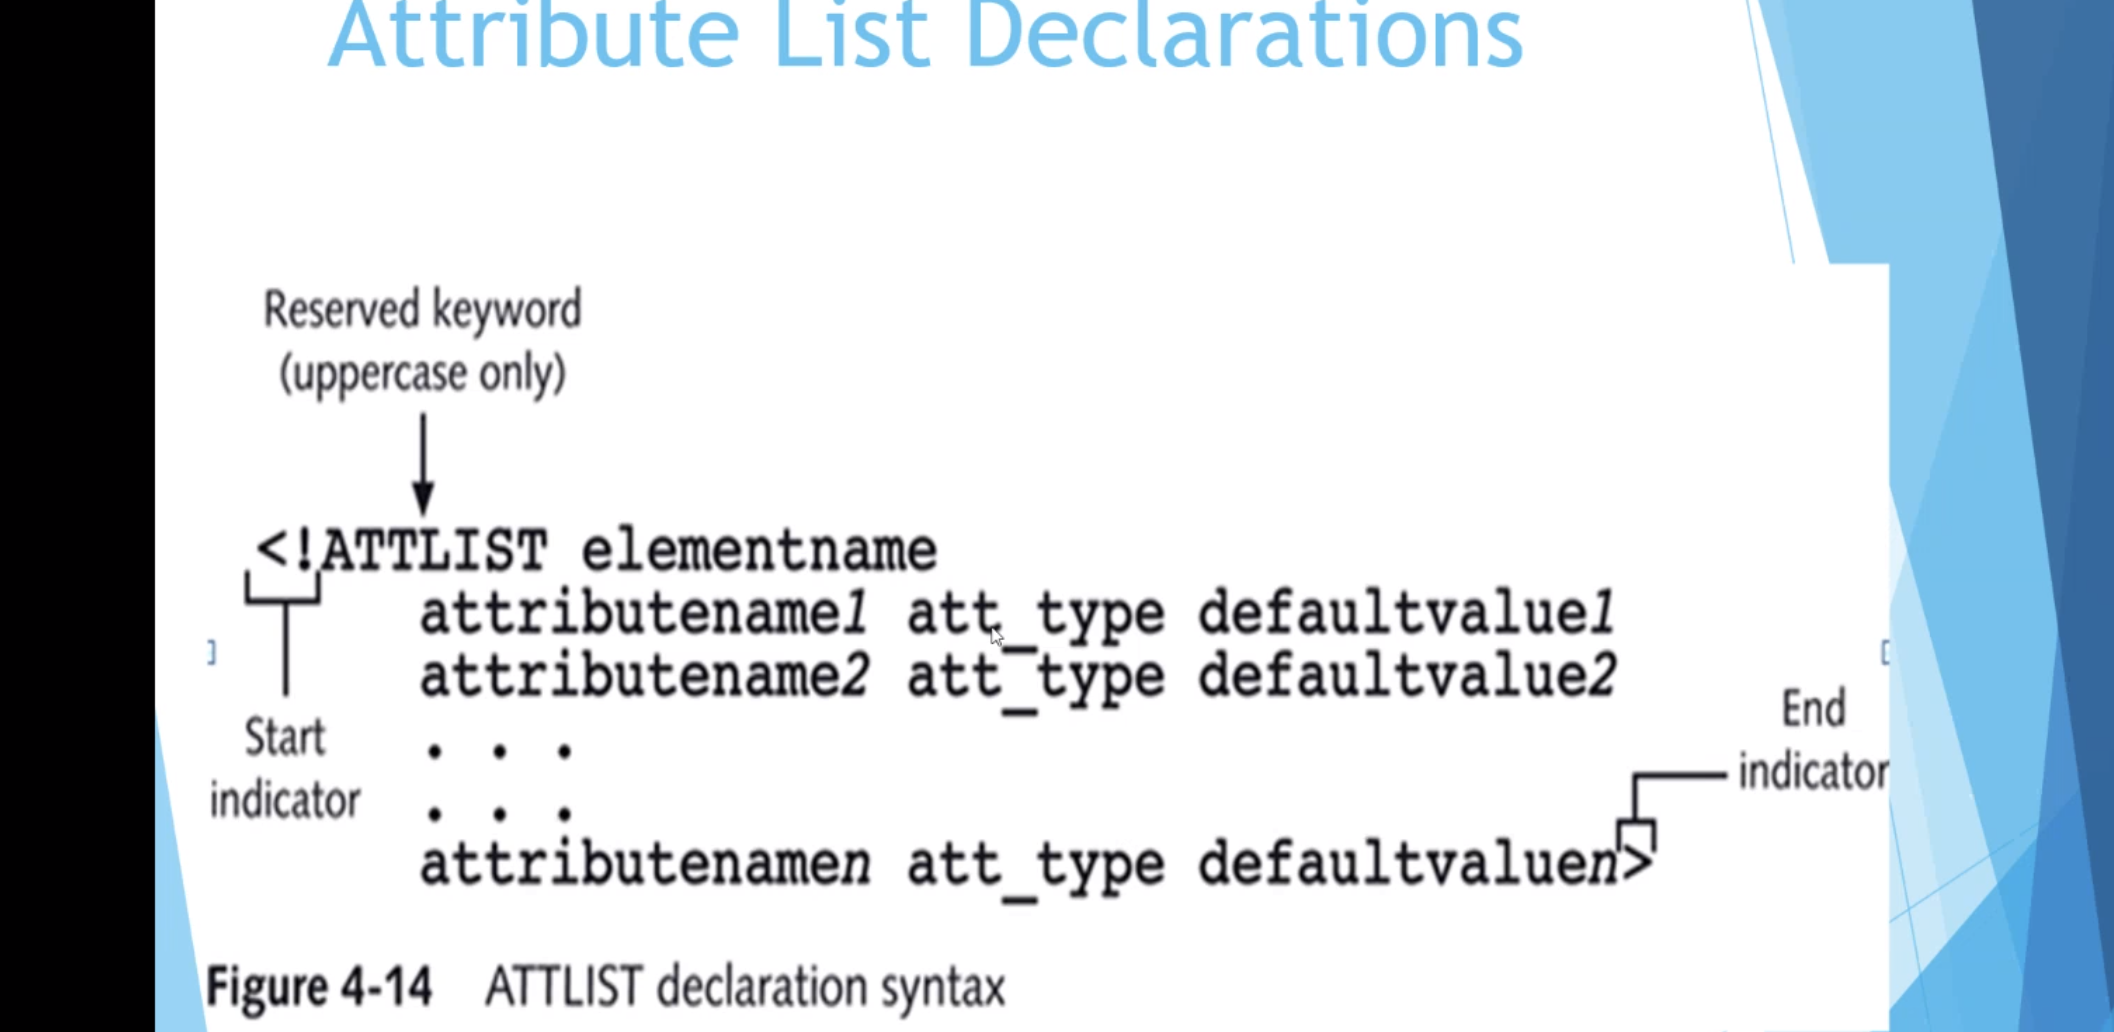 Attribute List Declarations
Reserved keyword
(uppercase only)
<!ATTLIST elementname
attributename1 att_type defaultvalue1
attributename2 att_type defaultvalue2
. . .
. . .
attributenamen att_type defaultvaluen>
Start
indicator
End
indicator
Figure 4-14 ATTLIST declaration syntax